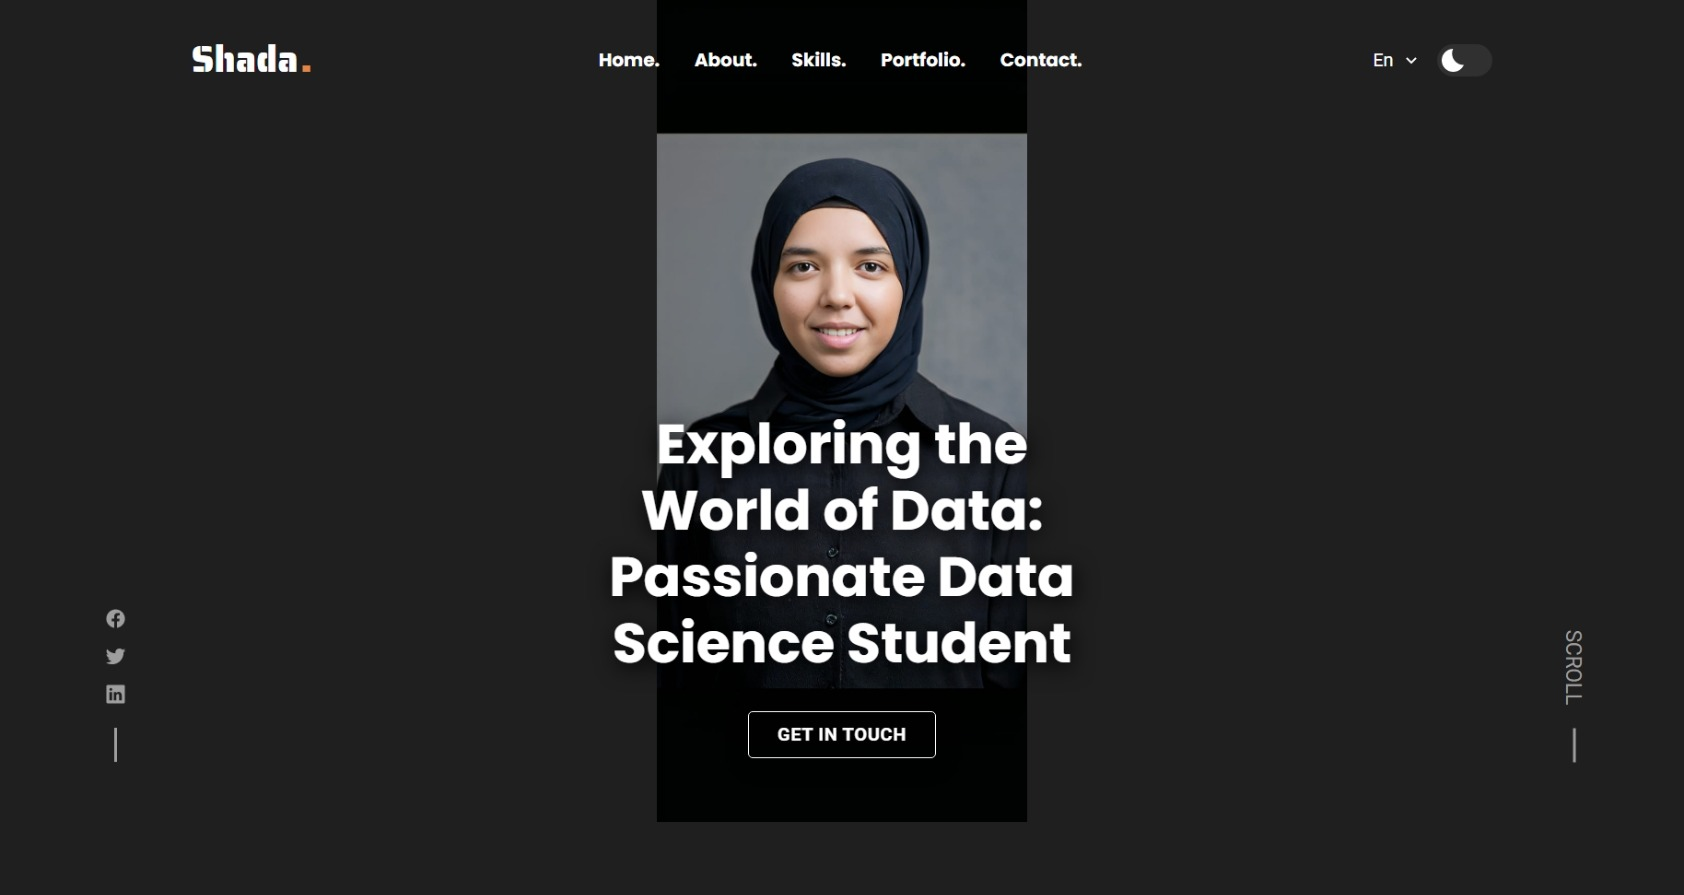 Shada.
Home. About. Skills. Portfolio. Contact.
En
Exploring the
World of Data:
Passionate Data
Science Student
GET IN TOUCH
SCROLL